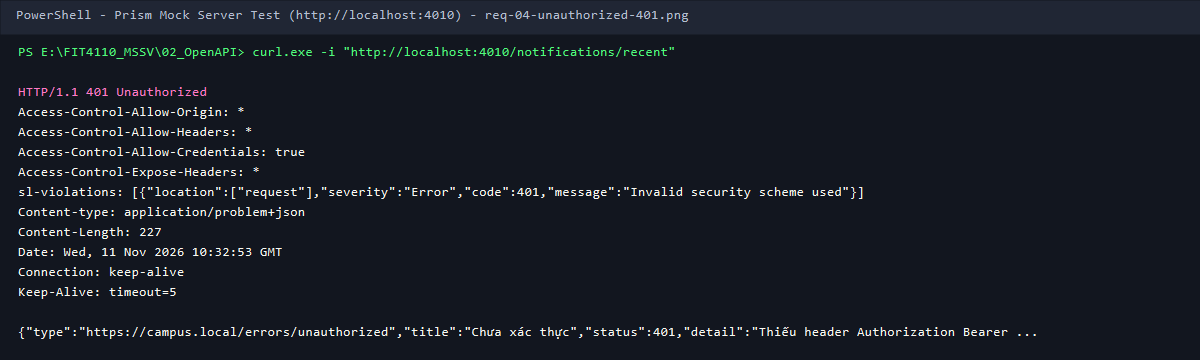 PowerShell - Prism Mock Server Test (http://localhost:4010) - req-04-unauthorized-401.png
PS E:\FIT4110_MSSV\02_OpenAPI> curl.exe -i "http://localhost:4010/notifications/recent"
HTTP/1.1 401 Unauthorized
Access-Control-Allow-Origin: *
Access-Control-Allow-Headers: *
Access-Control-Allow-Credentials: true
Access-Control-Expose-Headers: *
sl-violations: [{"location":["request"],"severity":"Error","code":401,"message":"Invalid security scheme used"}]
Content-type: application/problem+json
Content-Length: 227
Date: Wed, 11 Nov 2026 10:32:53 GMT
Connection: keep-alive
Keep-Alive: timeout=5
{"type":"https://campus.local/errors/unauthorized","title":"Chưa xác thực","status":401,"detail":"Thiếu header Authorization Bearer ...